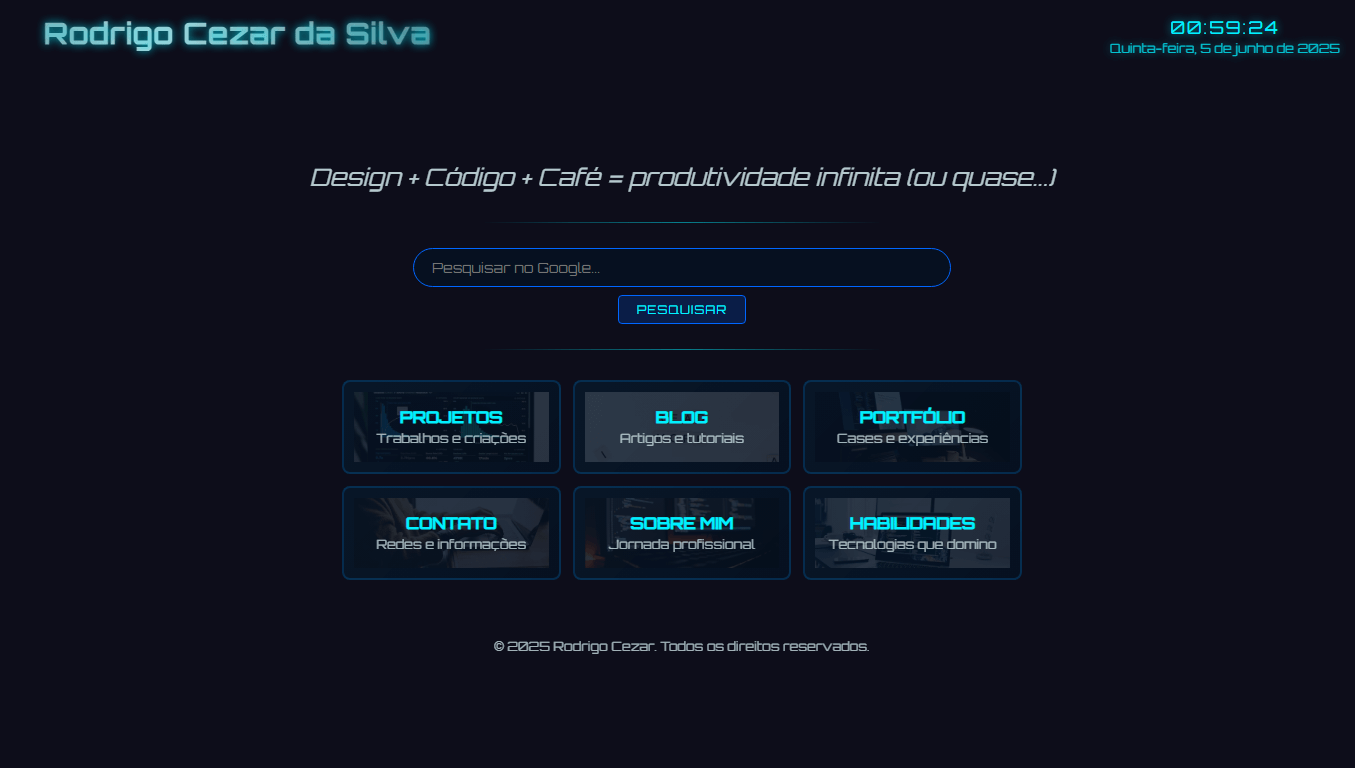 Rodrigo Cezar da Silva
00:59:24
Quinta-feira, 5 de junho de 2025
Design + Código + Café = produtividade infinita (ou quase...)
Pesquisar no Google...
PESQUISAR
PROJETOS
Trabalhos e criações
BLOG
Artigos e tutoriais
PORTFÓLIO
Cases e experiências
CONTATO
Redes e informações
SOBRE MIM
Jornada profissional
HABILIDADES
Tecnologias que domino
© 2025 Rodrigo Cezar. Todos os direitos reservados.